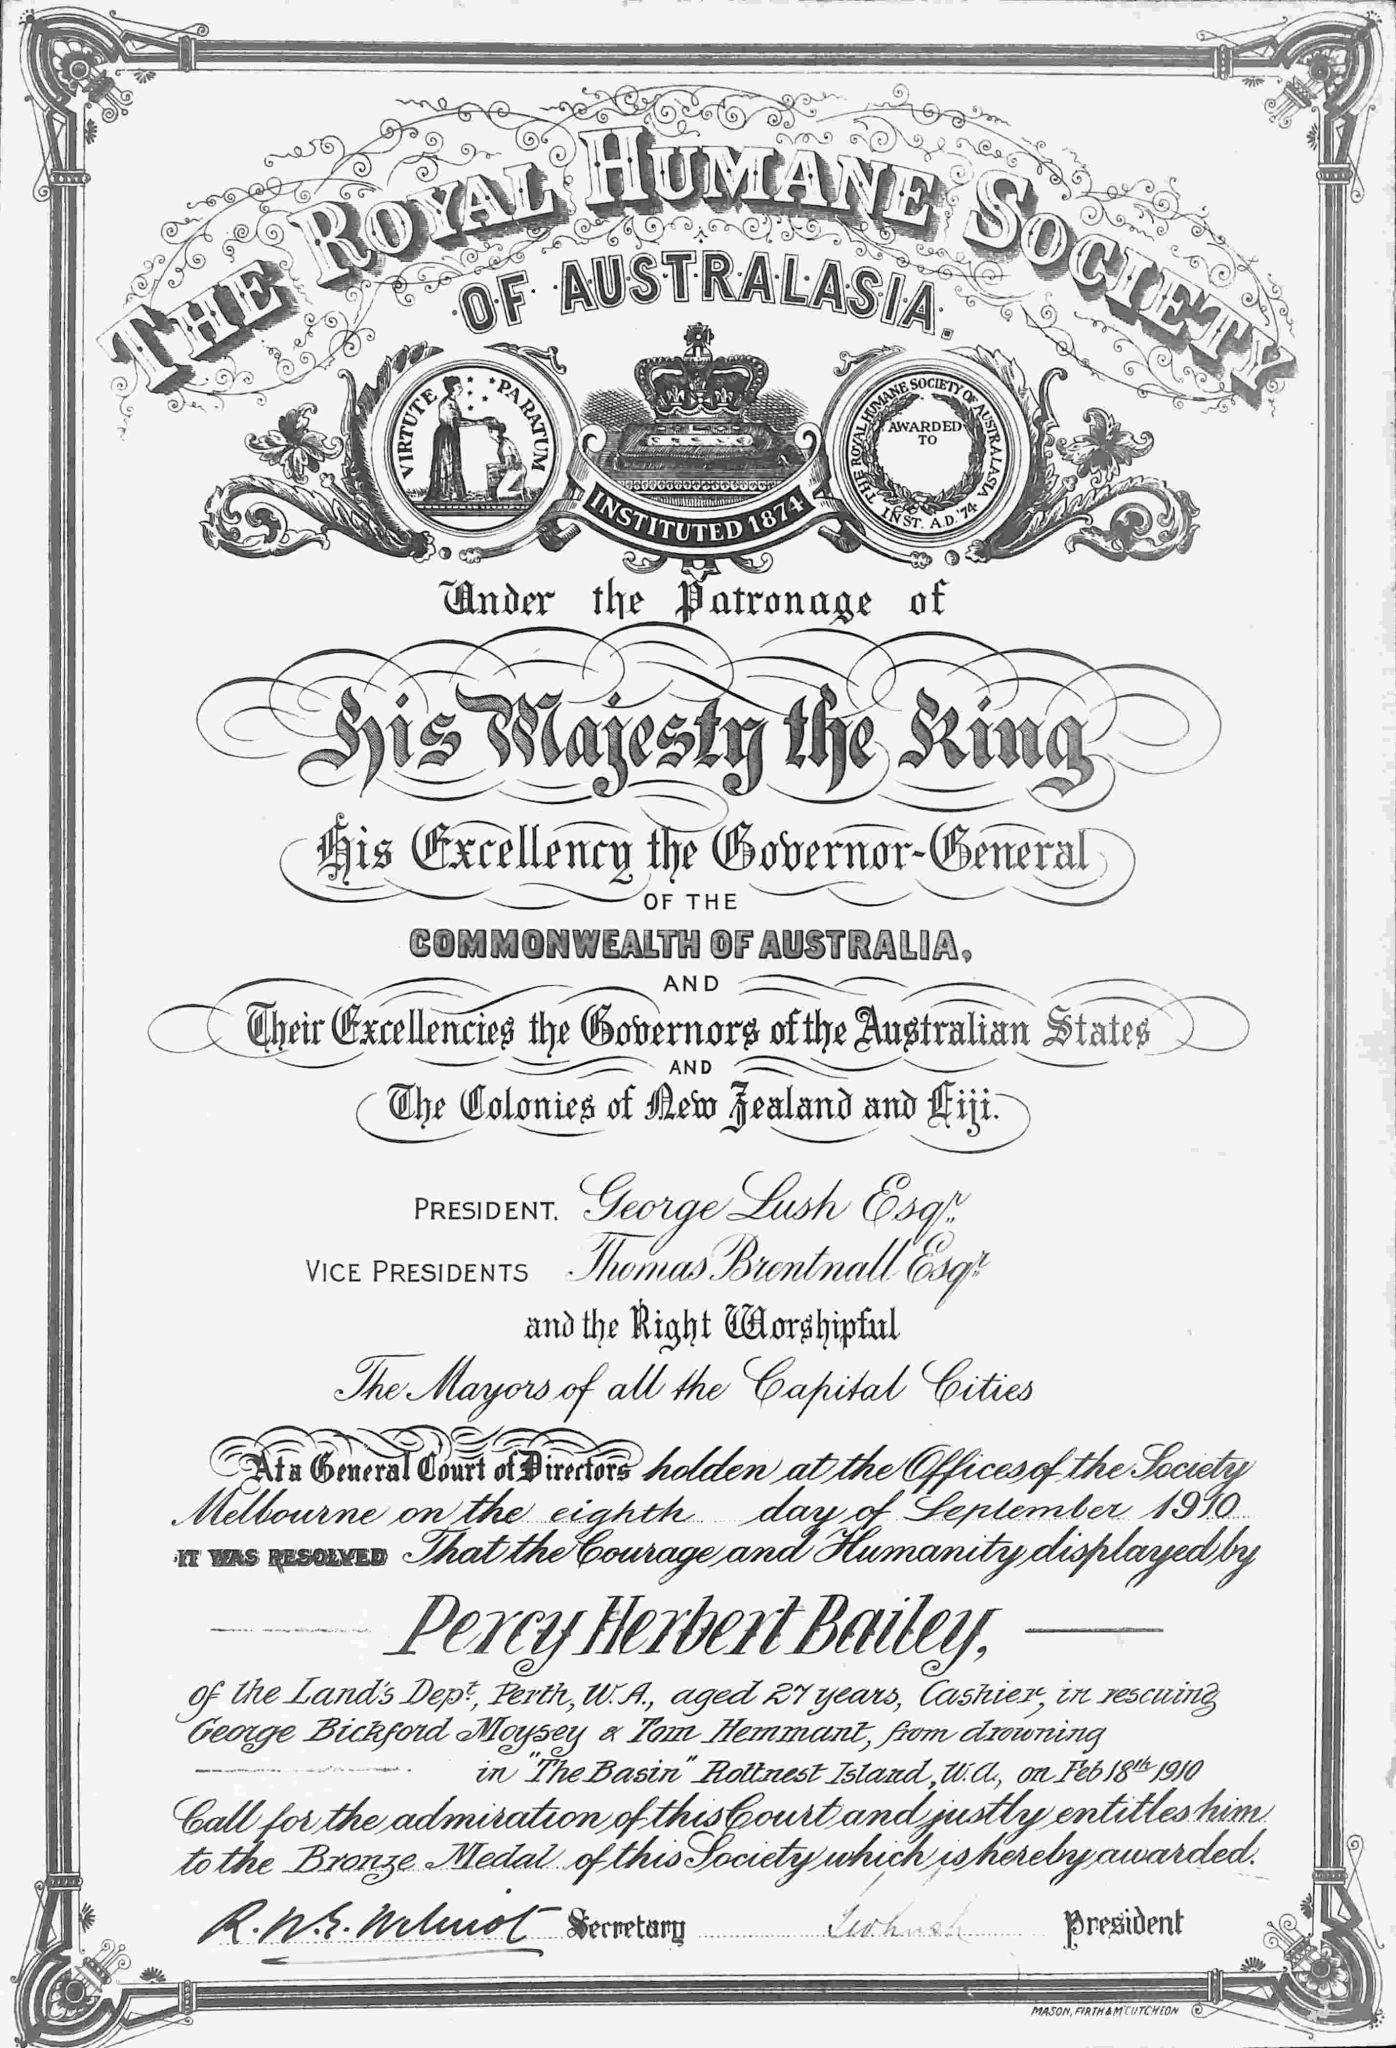 THE ROYAL HUMANE SOCIETY
OF AUSTRALASIA.
VIRTUTE PARATUM
INSTITUTED 1874
THE ROYAL HUMANE SOCIETY OF AUSTRALASIA
AWARDED
TO
INST. A.D. '74
Under the Patronage of
His Majesty the King
His Excellency the Governor-General
OF THE
COMMONWEALTH OF AUSTRALIA,
AND
Their Excellencies the Governors of the Australian States
AND
The Colonies of New Zealand and Fiji.
PRESIDENT. George Lush Esqr.
VICE PRESIDENTS Thomas Brentnall Esqr
and the Right Worshipful
The Mayors of all the Capital Cities
At a General Court of Directors holden at the Offices of the Society
Melbourne on the eighth day of September 1910
IT WAS RESOLVED That the Courage and Humanity displayed by
Percy Herbert Bailey,
of the Land's Dept, Perth, W.A., aged 27 years, Cashier, in rescuing
George Bickford Moysey & Tom Hemmant, from drowning
in "The Basin" Rottnest Island, W.A., on Feb 18th 1910
Call for the admiration of this Court and justly entitles him
to the Bronze Medal of this Society which is hereby awarded.
R. W. E. Wilmot Secretary President
MASON, FIRTH & McCUTCHEON